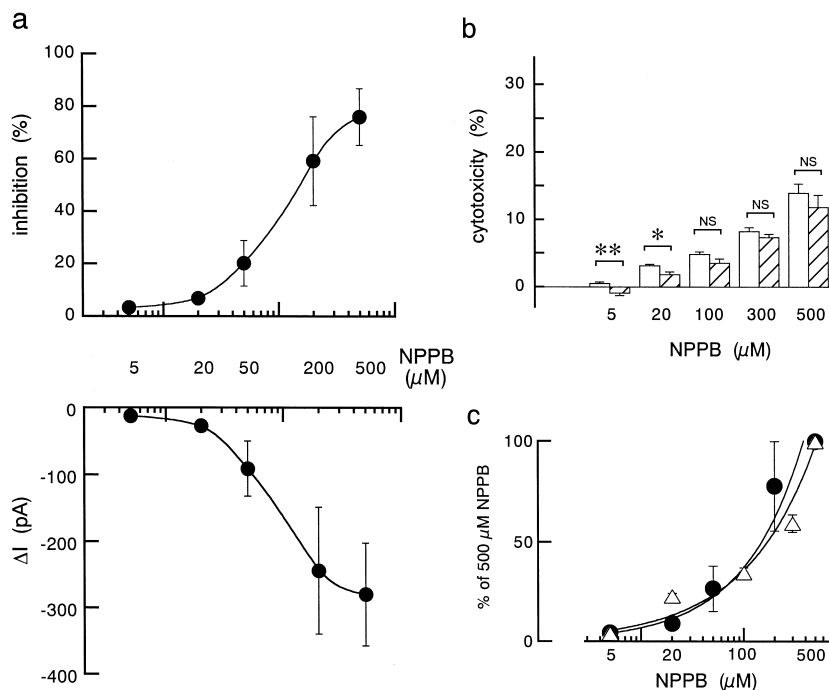 a
100
80
60
40
20
0
inhibition (%)
5 20 50 200 500 NPPB (µM)
0
-100
-200
-300
-400
ΔI (pA)
b
30
20
10
0
cytotoxicity (%)
** * NS NS NS
5 20 100 300 500
NPPB (µM)
c
100
50
0
% of 500 µM NPPB
5 20 100 500
NPPB (µM)